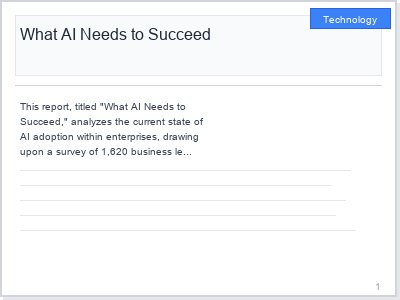 Technology
What AI Needs to Succeed
This report, titled "What AI Needs to
Succeed," analyzes the current state of
AI adoption within enterprises, drawing
upon a survey of 1,620 business le...
1